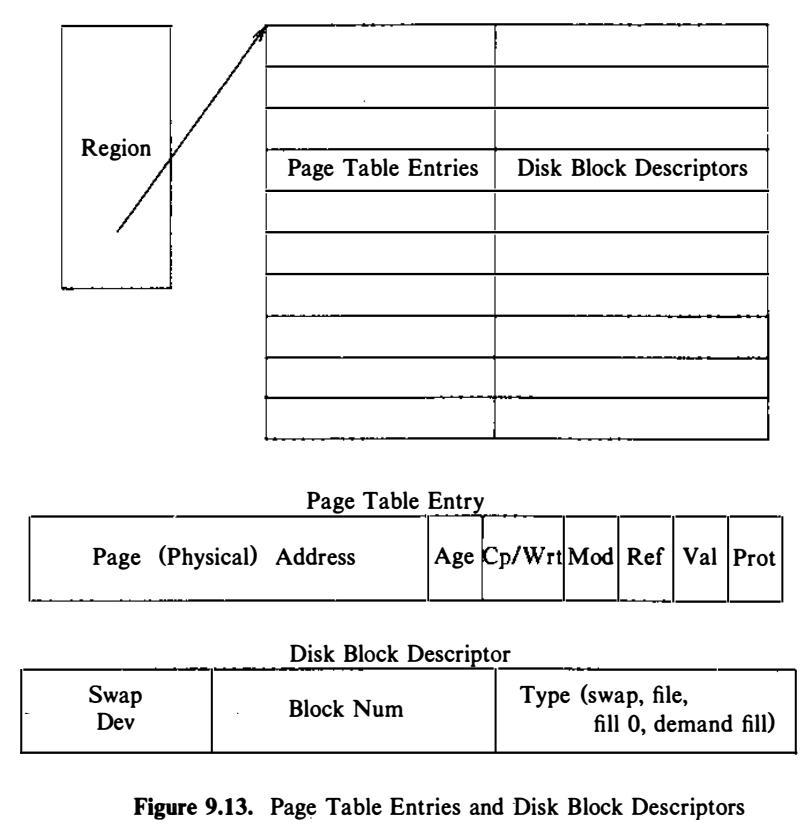 Region
Page Table Entries Disk Block Descriptors
Page Table Entry
Page (Physical) Address Age Cp/Wrt Mod Ref Val Prot
Disk Block Descriptor
Swap
Dev
Block Num
Type (swap, file,
fill 0, demand fill)
Figure 9.13. Page Table Entries and Disk Block Descriptors